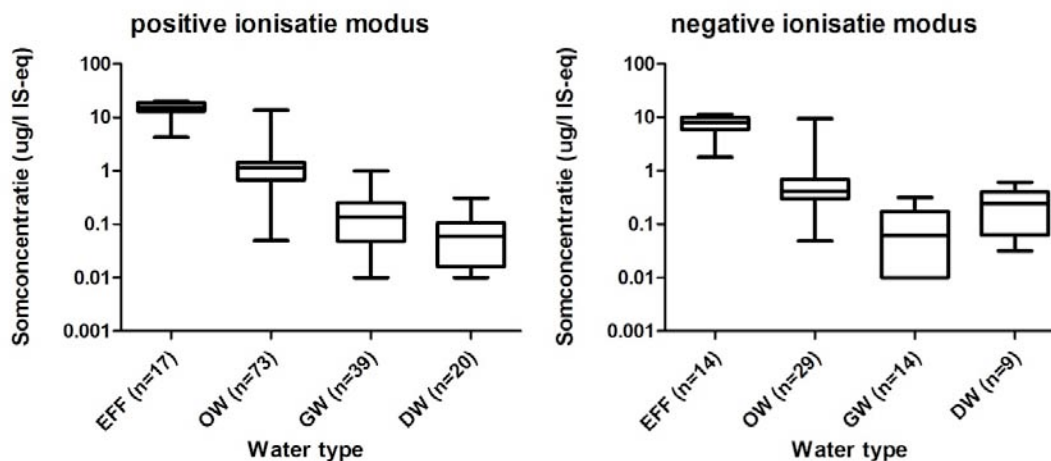 positive ionisatie modus
Somconcentratie (ug/l IS-eq)
100
10
1
0.1
0.01
0.001
EFF (n=17)
OW (n=73)
GW (n=39)
DW (n=20)
Water type
negative ionisatie modus
Somconcentratie (ug/l IS-eq)
100
10
1
0.1
0.01
0.001
EFF (n=14)
OW (n=29)
GW (n=14)
DW (n=9)
Water type